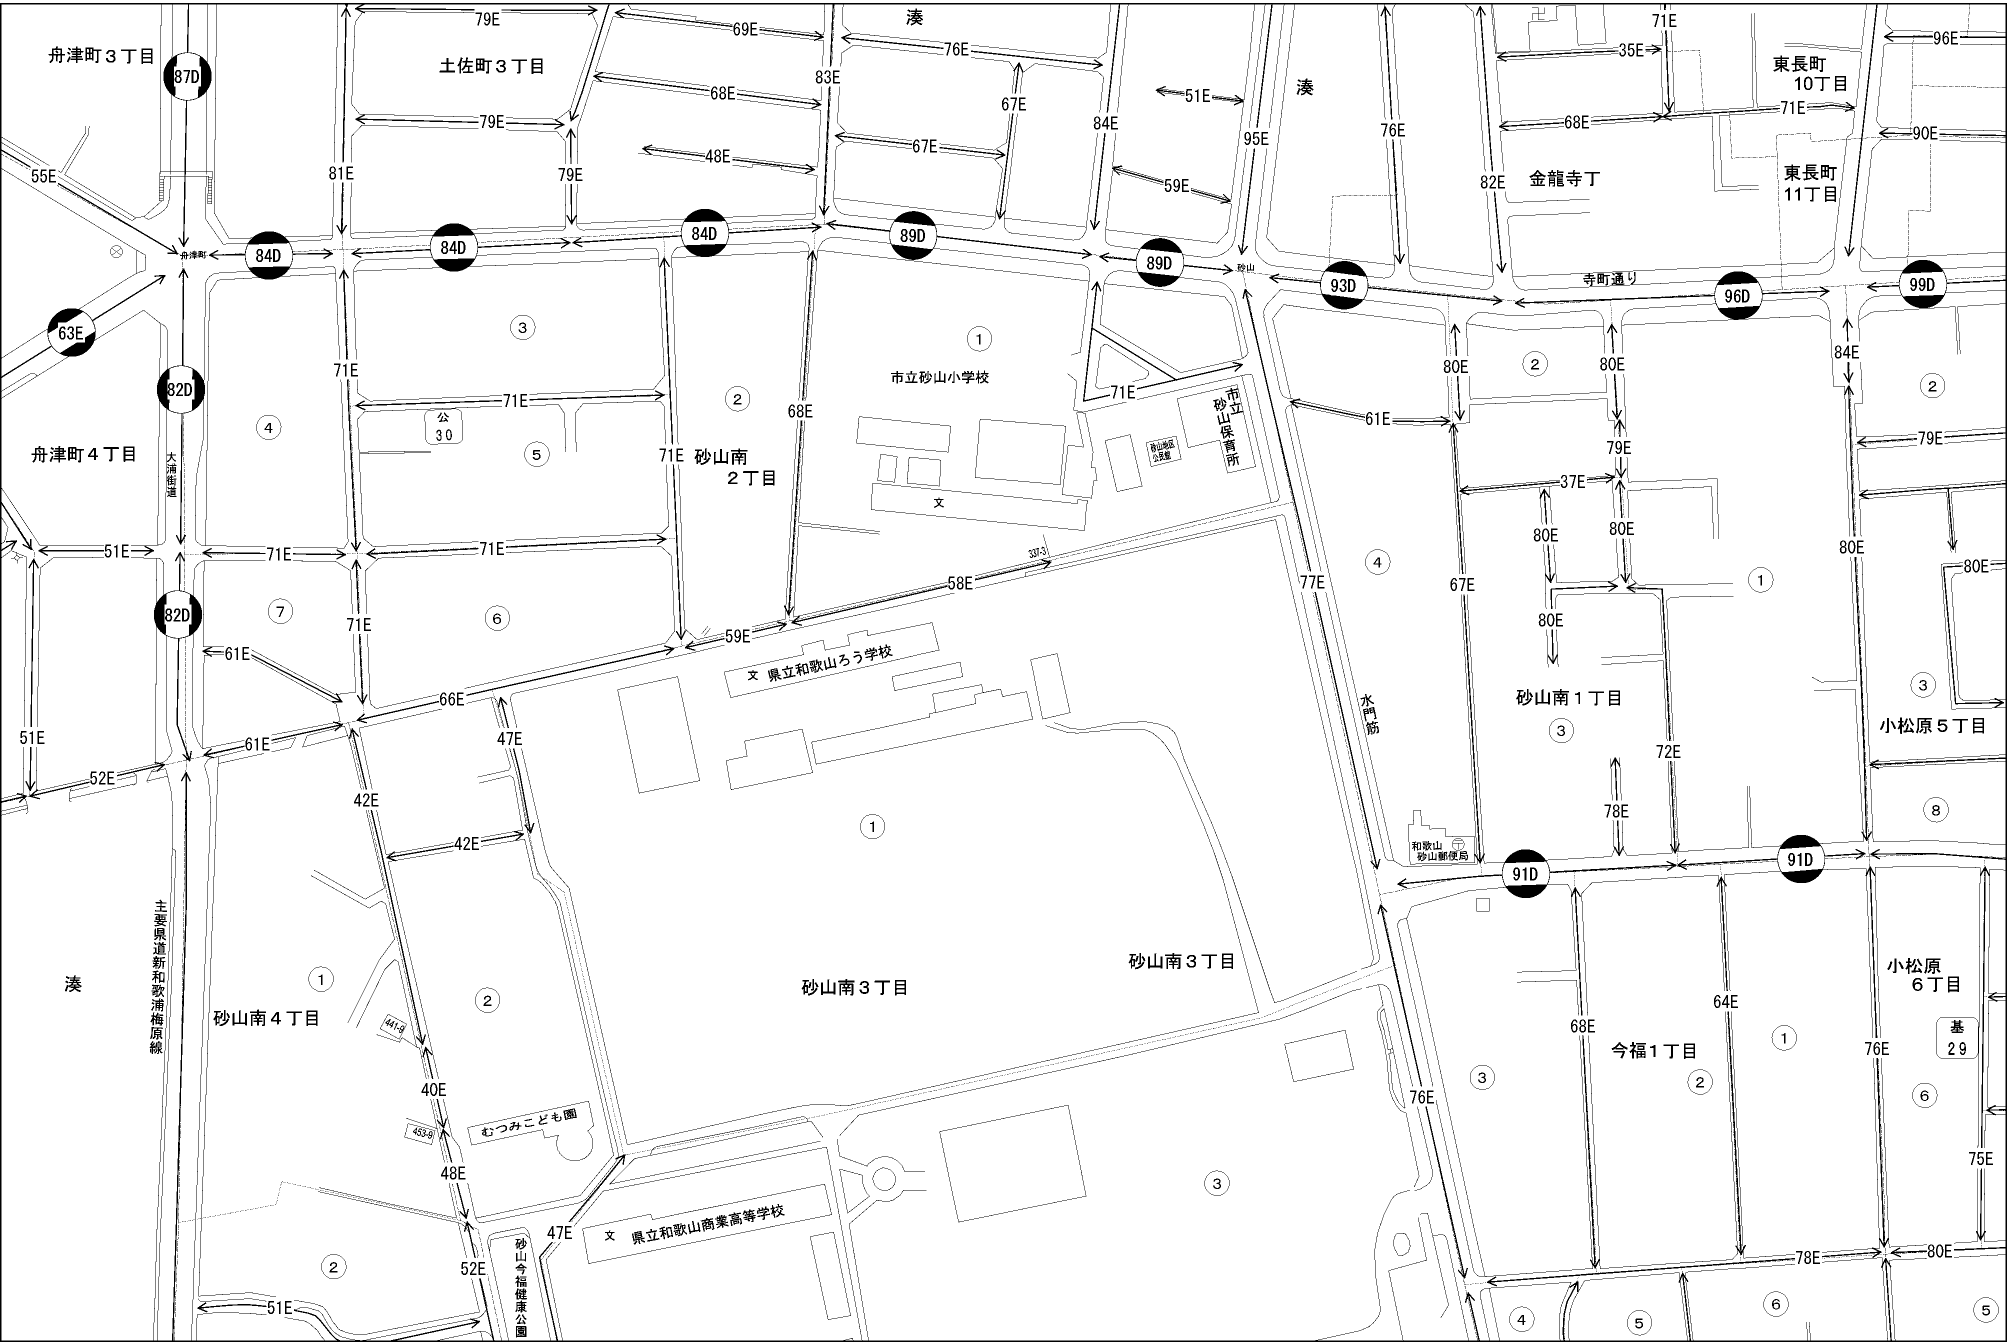 79E
69E
湊
76E
71E
35E
96E
舟津町３丁目
87D
土佐町３丁目
83E
湊
東長町
10丁目
68E
51E
67E
71E
79E
84E
76E
68E
90E
95E
67E
48E
55E
81E
79E
59E
82E
金龍寺丁
東長町
11丁目
舟津町
84D
84D
84D
89D
89D
砂山
93D
寺町通り
96D
99D
63E
③
①
71E
市立砂山小学校
80E
②
80E
84E
②
82D
71E
②
68E
71E
市立
砂山保育所
61E
公
30
④
⑤
舟津町４丁目
大浦街道
71E
砂山南
２丁目
砂山地区
公民館
79E
79E
37E
文
80E
80E
80E
51E
71E
71E
337-3
58E
77E
④
67E
①
80E
82D
⑦
⑥
71E
59E
80E
61E
文
県立和歌山ろう学校
66E
砂山南１丁目
③
③
小松原５丁目
水門筋
51E
61E
47E
72E
52E
42E
78E
⑧
①
42E
和歌山
砂山郵便局
91D
91D
主要県道新和歌浦梅原線
湊
①
②
砂山南４丁目
砂山南３丁目
砂山南３丁目
小松原
６丁目
441-9
68E
64E
今福１丁目
①
76E
基
29
③
②
⑥
40E
76E
むつみこども園
453-9
48E
75E
③
47E
文
県立和歌山商業高等学校
砂山今福健康公園
②
52E
78E
80E
51E
④
⑤
⑥
⑤